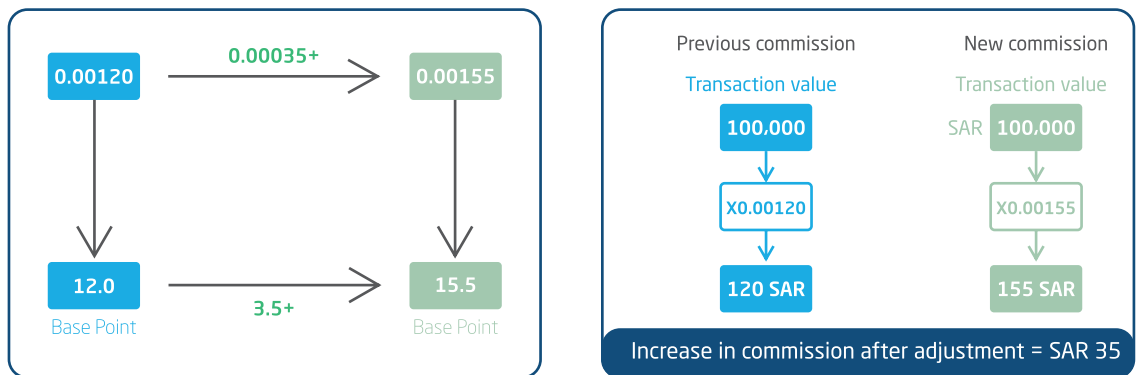 0.00120
0.00035+
0.00155
12.0
3.5+
15.5
Base Point
Base Point
Previous commission
New commission
Transaction value
Transaction value
100,000
SAR
100,000
X0.00120
X0.00155
120 SAR
155 SAR
Increase in commission after adjustment = SAR 35